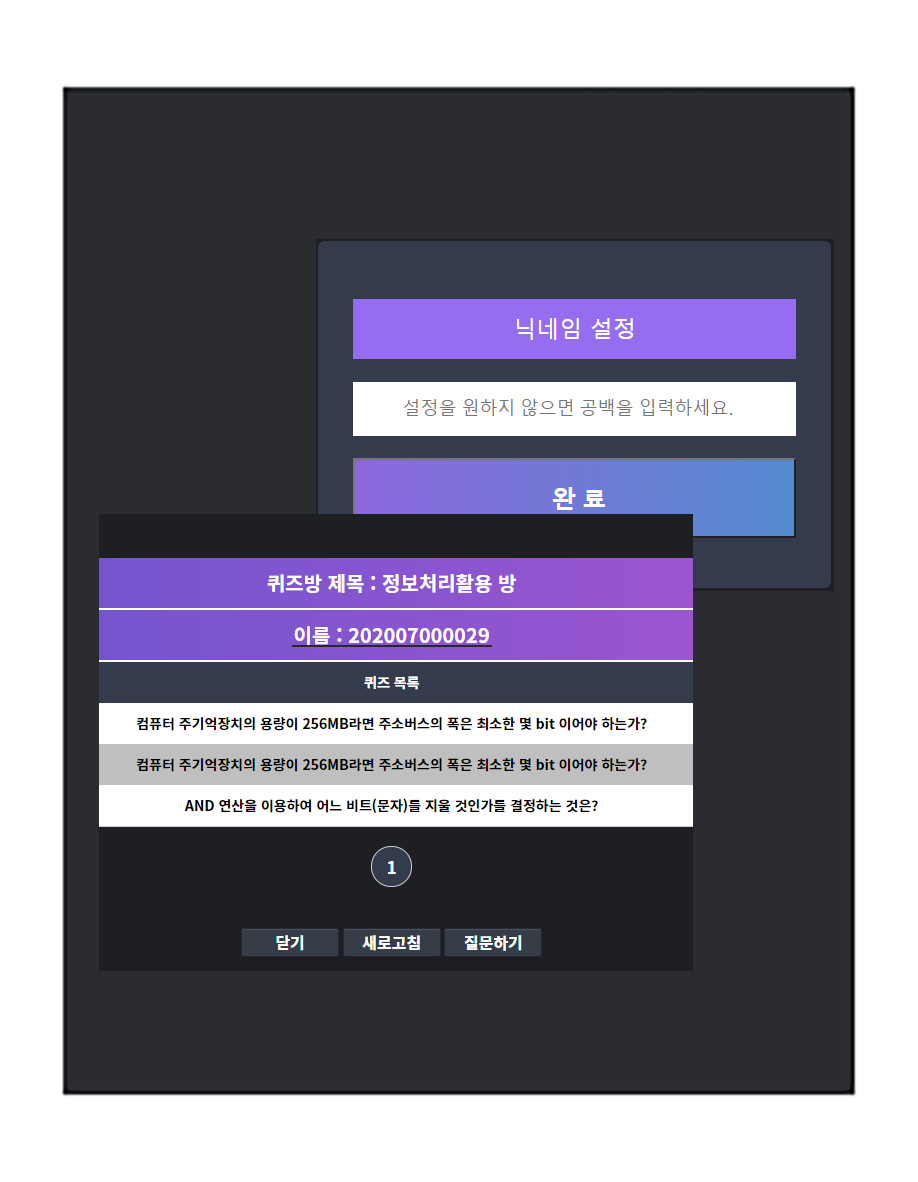 닉네임 설정
설정을 원하지 않으면 공백을 입력하세요.
완 료
퀴즈방 제목 : 정보처리활용 방
이름 : 202007000029
퀴즈 목록
컴퓨터 주기억장치의 용량이 256MB라면 주소버스의 폭은 최소한 몇 bit 이어야 하는가?
컴퓨터 주기억장치의 용량이 256MB라면 주소버스의 폭은 최소한 몇 bit 이어야 하는가?
AND 연산을 이용하여 어느 비트(문자)를 지울 것인가를 결정하는 것은?
1
닫기 새로고침 질문하기